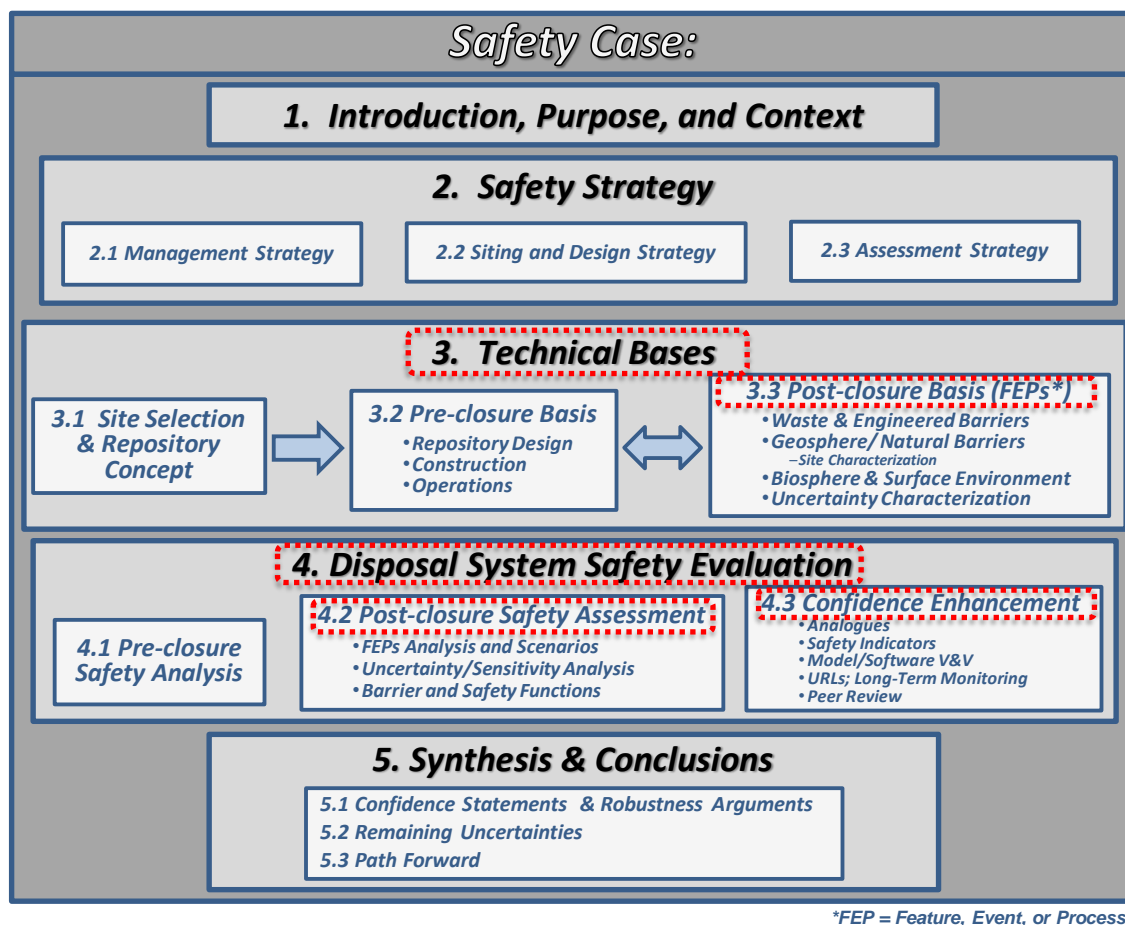 Safety Case:
1. Introduction, Purpose, and Context
2. Safety Strategy
2.1 Management Strategy
2.2 Siting and Design Strategy
2.3 Assessment Strategy
3. Technical Bases
3.1 Site Selection
& Repository
Concept
3.2 Pre-closure Basis
•Repository Design
•Construction
•Operations
3.3 Post-closure Basis (FEPs*)
•Waste & Engineered Barriers
•Geosphere/ Natural Barriers
–Site Characterization
•Biosphere & Surface Environment
•Uncertainty Characterization
4. Disposal System Safety Evaluation
4.1 Pre-closure
Safety Analysis
4.2 Post-closure Safety Assessment
•FEPs Analysis and Scenarios
•Uncertainty/Sensitivity Analysis
•Barrier and Safety Functions
4.3 Confidence Enhancement
•Analogues
•Safety Indicators
•Model/Software V&V
•URLs; Long-Term Monitoring
•Peer Review
5. Synthesis & Conclusions
5.1 Confidence Statements & Robustness Arguments
5.2 Remaining Uncertainties
5.3 Path Forward
*FEP = Feature, Event, or Process